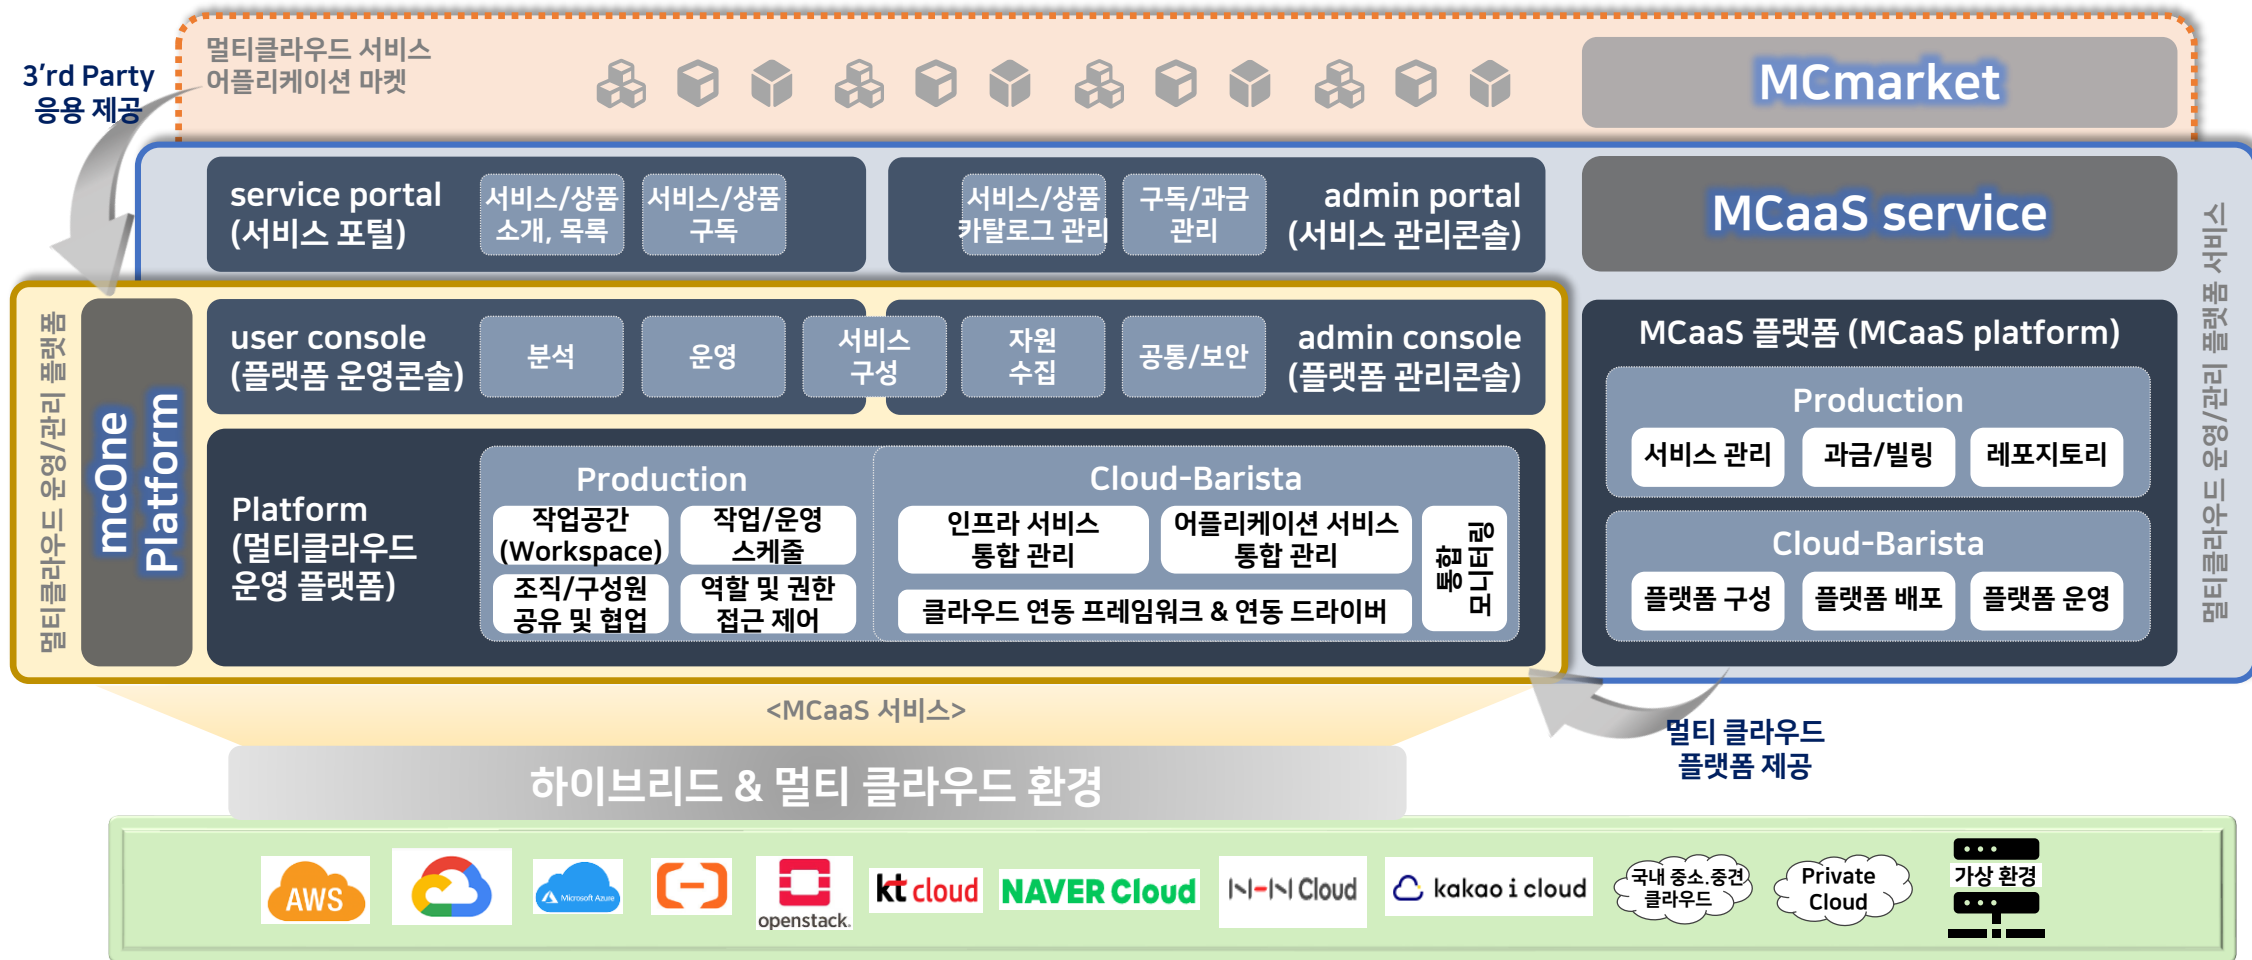 멀티클라우드 서비스
어플리케이션 마켓
MCmarket
3’rd Party
응용 제공
service portal
(서비스 포털)
서비스/상품
소개, 목록
서비스/상품
구독
서비스/상품
카탈로그 관리
구독/과금
관리
admin portal
(서비스 관리콘솔)
MCaaS service
멀티클라우드 운영/관리 플랫폼 서비스
멀티클라우드 운영/관리 플랫폼
mcOne
Platform
user console
(플랫폼 운영콘솔)
분석
운영
서비스
구성
자원
수집
공통/보안
admin console
(플랫폼 관리콘솔)
Platform
(멀티클라우드
운영 플랫폼)
Production
작업공간
(Workspace)
작업/운영
스케줄
조직/구성원
공유 및 협업
역할 및 권한
접근 제어
Cloud-Barista
인프라 서비스
통합 관리
어플리케이션 서비스
통합 관리
클라우드 연동 프레임워크 & 연동 드라이버
통합
모니터링
MCaaS 플랫폼 (MCaaS platform)
Production
서비스 관리
과금/빌링
레포지토리
Cloud-Barista
플랫폼 구성
플랫폼 배포
플랫폼 운영
<MCaaS 서비스>
멀티 클라우드
플랫폼 제공
하이브리드 & 멀티 클라우드 환경
AWS
Microsoft Azure
openstack.
kt cloud
NAVER Cloud
NHN Cloud
kakao i cloud
국내 중소.중견
클라우드
Private
Cloud
가상 환경